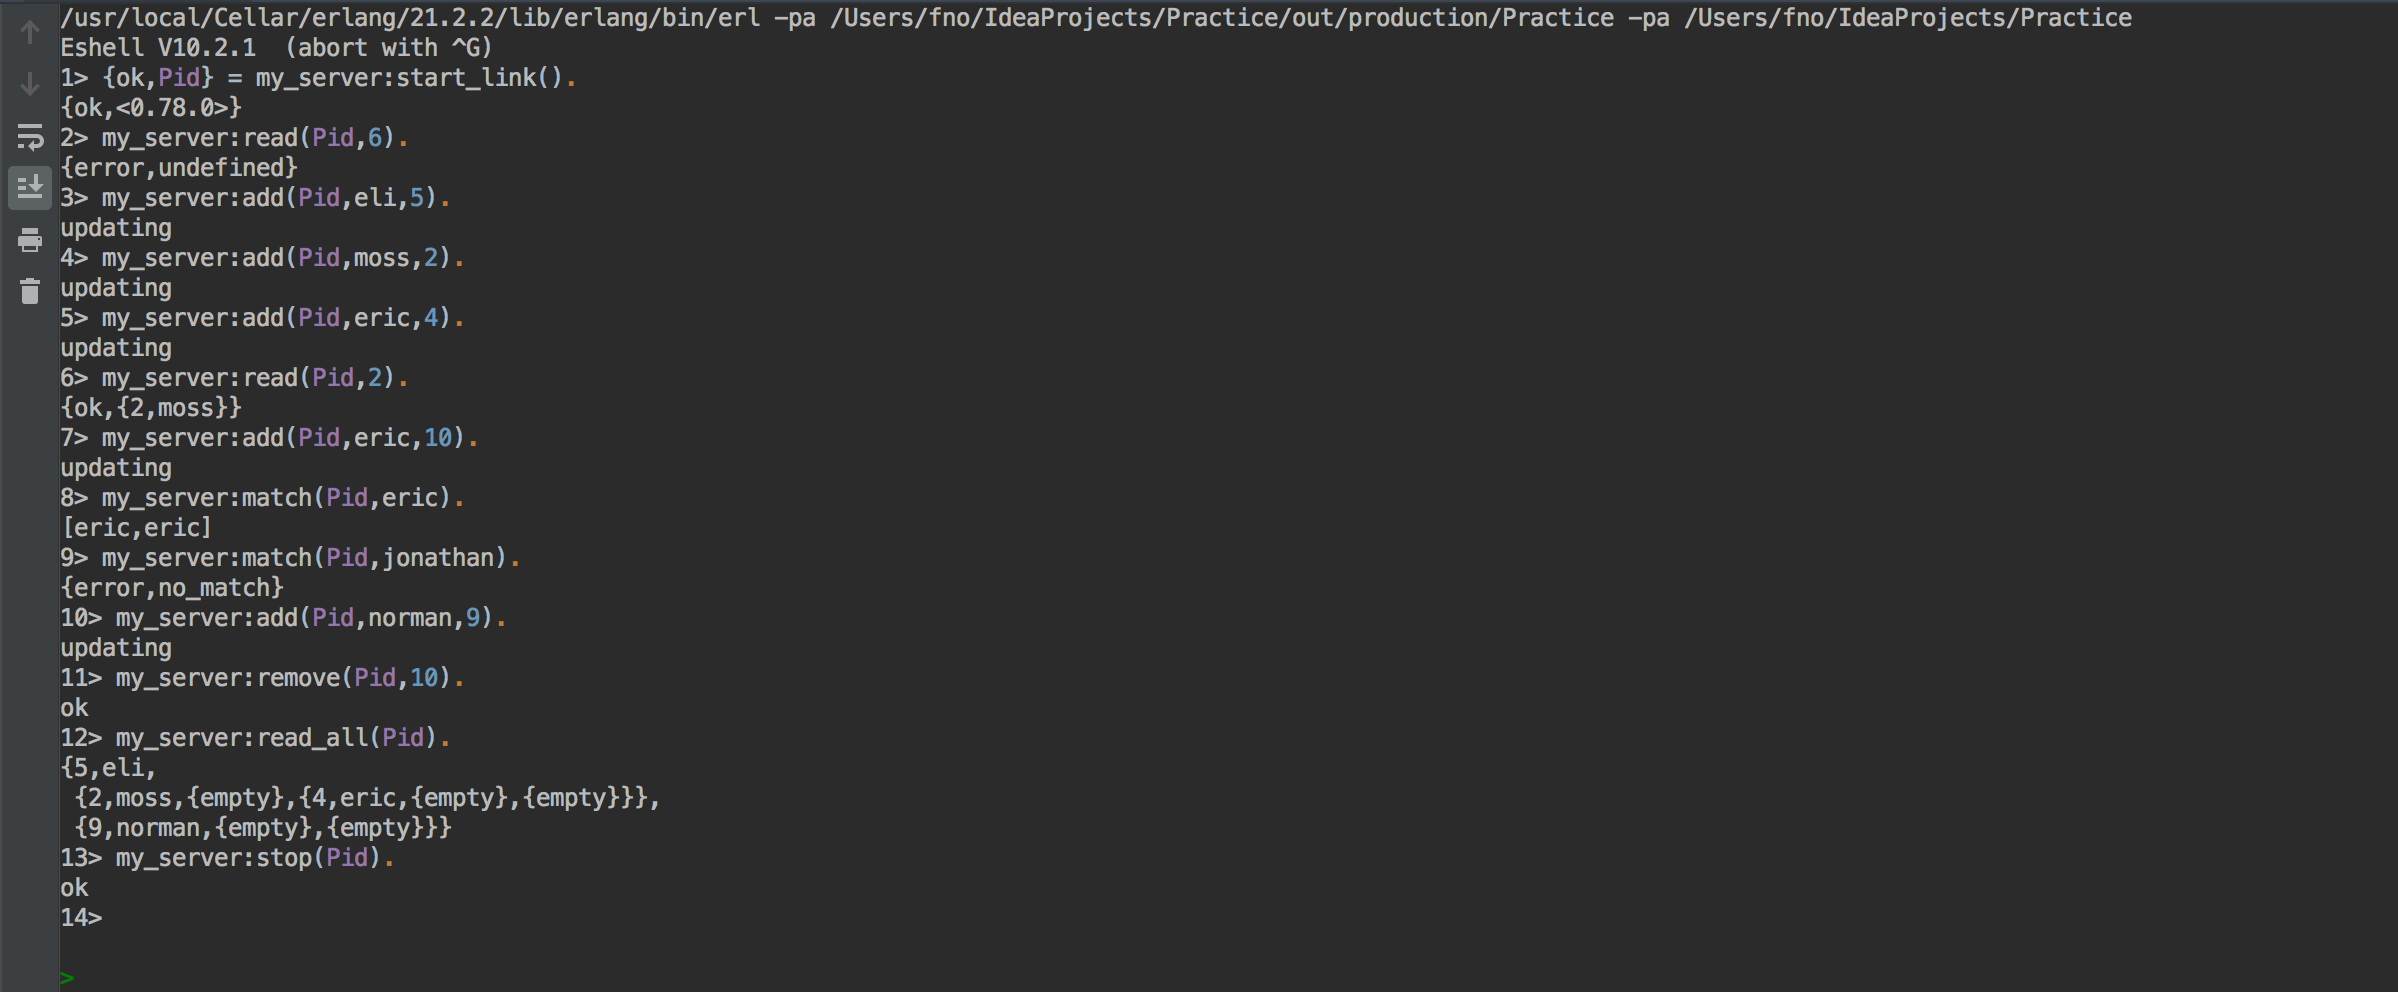 /usr/local/Cellar/erlang/21.2.2/lib/erlang/bin/erl -pa /Users/fno/IdeaProjects/Practice/out/production/Practice -pa /Users/fno/IdeaProjects/Practice
Eshell V10.2.1  (abort with ^G)
1> {ok,Pid} = my_server:start_link().
{ok,<0.78.0>}
2> my_server:read(Pid,6).
{error,undefined}
3> my_server:add(Pid,eli,5).
updating
4> my_server:add(Pid,moss,2).
updating
5> my_server:add(Pid,eric,4).
updating
6> my_server:read(Pid,2).
{ok,{2,moss}}
7> my_server:add(Pid,eric,10).
updating
8> my_server:match(Pid,eric).
[eric,eric]
9> my_server:match(Pid,jonathan).
{error,no_match}
10> my_server:add(Pid,norman,9).
updating
11> my_server:remove(Pid,10).
ok
12> my_server:read_all(Pid).
{5,eli,
 {2,moss,{empty},{4,eric,{empty},{empty}}},
 {9,norman,{empty},{empty}}}
13> my_server:stop(Pid).
ok
14>
>